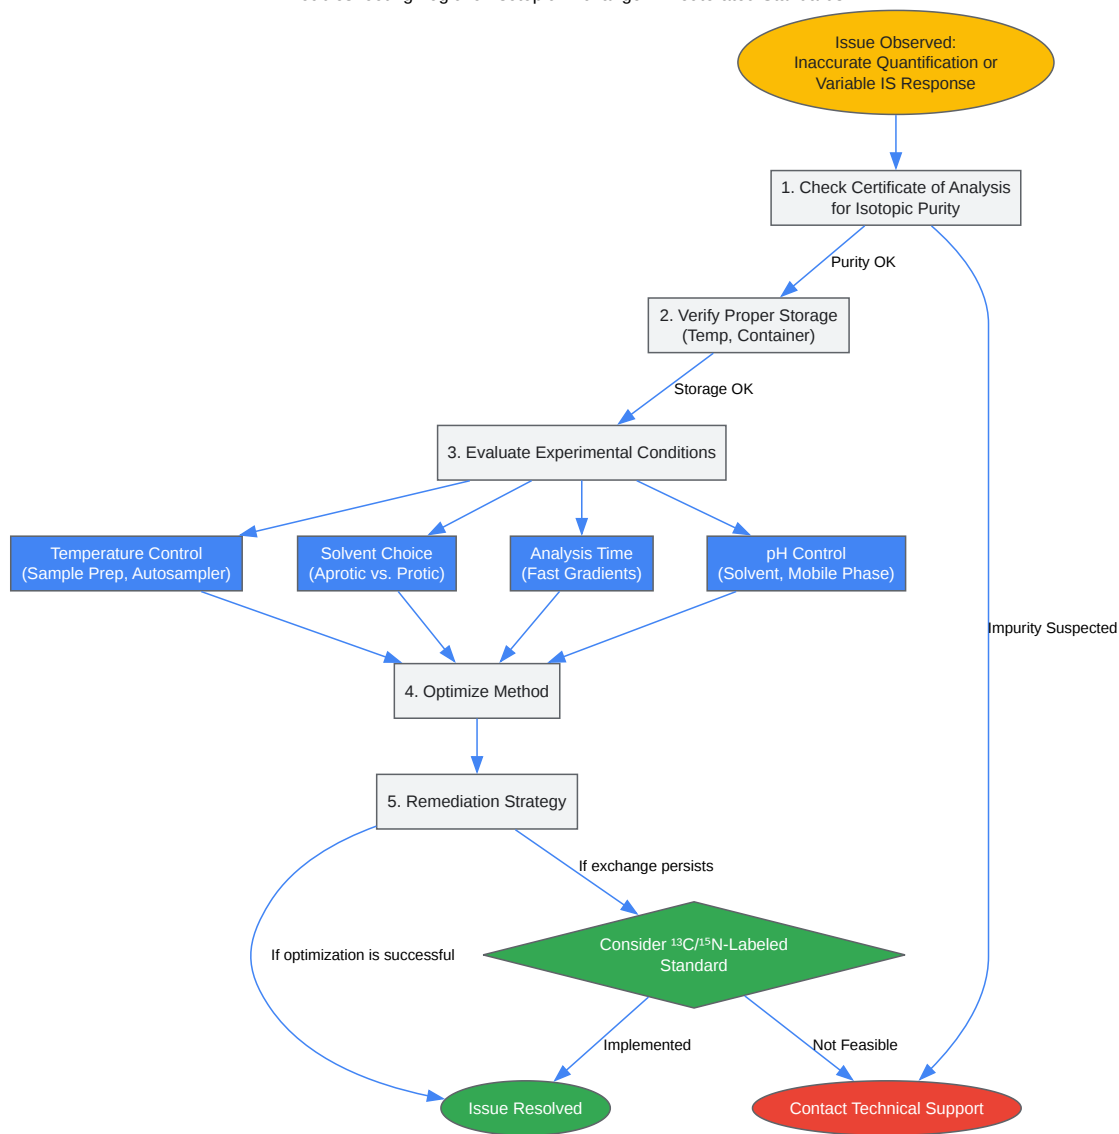 Issue Observed:
Inaccurate Quantification or
Variable IS Response
1. Check Certificate of Analysis
for Isotopic Purity
Purity OK
2. Verify Proper Storage
(Temp, Container)
Storage OK
3. Evaluate Experimental Conditions
Temperature Control
(Sample Prep, Autosampler)
Solvent Choice
(Aprotic vs. Protic)
Analysis Time
(Fast Gradients)
pH Control
(Solvent, Mobile Phase)
Impurity Suspected
4. Optimize Method
5. Remediation Strategy
If exchange persists
Consider ¹³C/¹⁵N-Labeled
Standard
If optimization is successful
Implemented
Not Feasible
Issue Resolved
Contact Technical Support